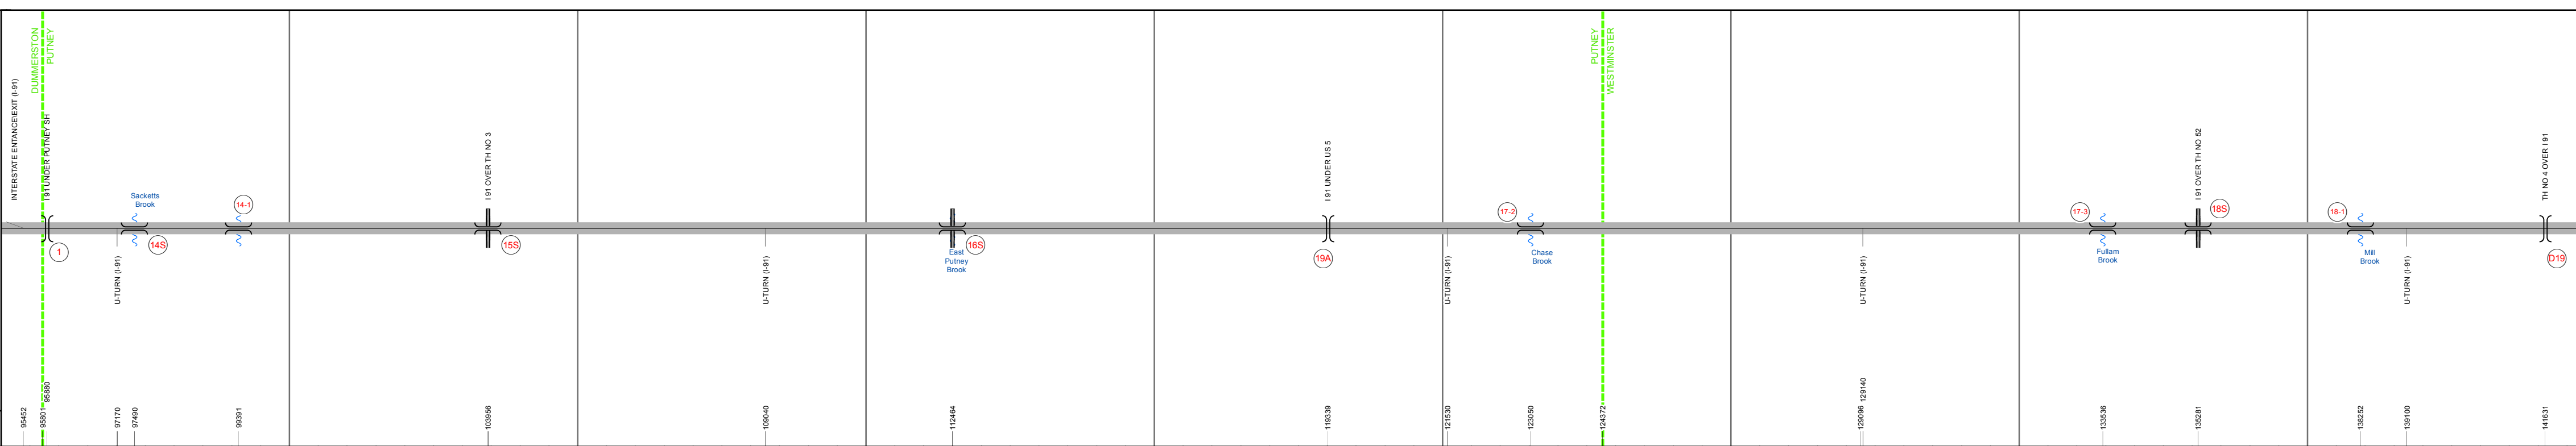 DUMMERSTON
PUTNEY
PUTNEY
WESTMINSTER
INTERSTATE ENTANCE\EXIT (I-91)
I 91 UNDER PUTNEY SH
I 91 OVER TH NO 3
I 91 UNDER US 5
I 91 OVER TH NO 52
TH NO 4 OVER I 91
Sacketts
Brook
14-1
17-2
17-3
18S
18-1
1
14S
15S
16S
19A
D19
East
Putney
Brook
Chase
Brook
Fullam
Brook
Mill
Brook
U-TURN (I-91)
U-TURN (I-91)
U-TURN (I-91)
U-TURN (I-91)
U-TURN (I-91)
95452
95801
95880
97170
97490
99391
103956
109040
112464
119339
121530
123050
124372
129096
129140
133536
135281
138252
139100
141631